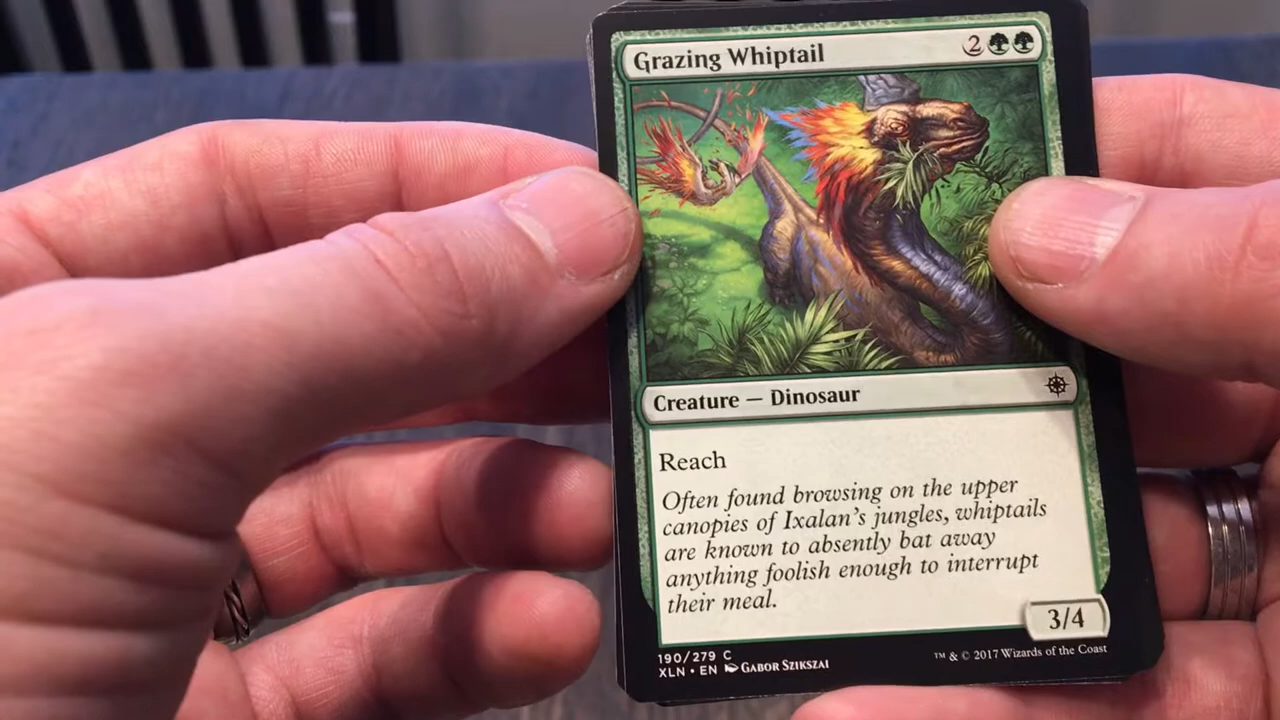 Grazing Whiptail 2
Creature — Dinosaur
Reach
Often found browsing on the upper
canopies of Ixalan's jungles, whiptails
are known to absently bat away
anything foolish enough to interrupt
their meal.
3/4
190/279 C
XLN • EN Gabor Szikszai
™ & © 2017 Wizards of the Coast